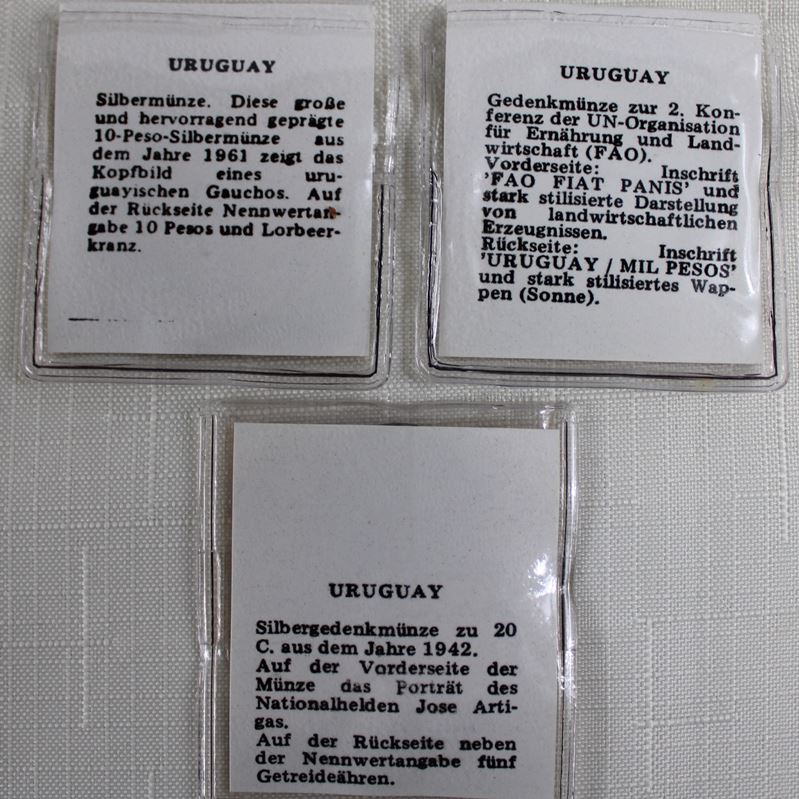 URUGUAY
Silbermünze. Diese große
und hervorragend geprägte
10-Peso-Silbermünze aus
dem Jahre 1961 zeigt das
Kopfbild eines uru-
guayischen Gauchos. Auf
der Rückseite Nennwertan-
gabe 10 Pesos und Lorbeer-
kranz.
URUGUAY
Gedenkmünze zur 2. Kon-
ferenz der UN-Organisation
für Ernährung und Land-
wirtschaft (FAO).
Vorderseite: Inschrift
'FAO FIAT PANIS' und
stark stilisierte Darstellung
von landwirtschaftlichen
Erzeugnissen.
Rückseite: Inschrift
'URUGUAY / MIL PESOS'
und stark stilisiertes Wap-
pen (Sonne).
URUGUAY
Silbergedenkmünze zu 20
C. aus dem Jahre 1942.
Auf der Vorderseite der
Münze das Porträt des
Nationalhelden Jose Arti-
gas.
Auf der Rückseite neben
der Nennwertangabe fünf
Getreideähren.